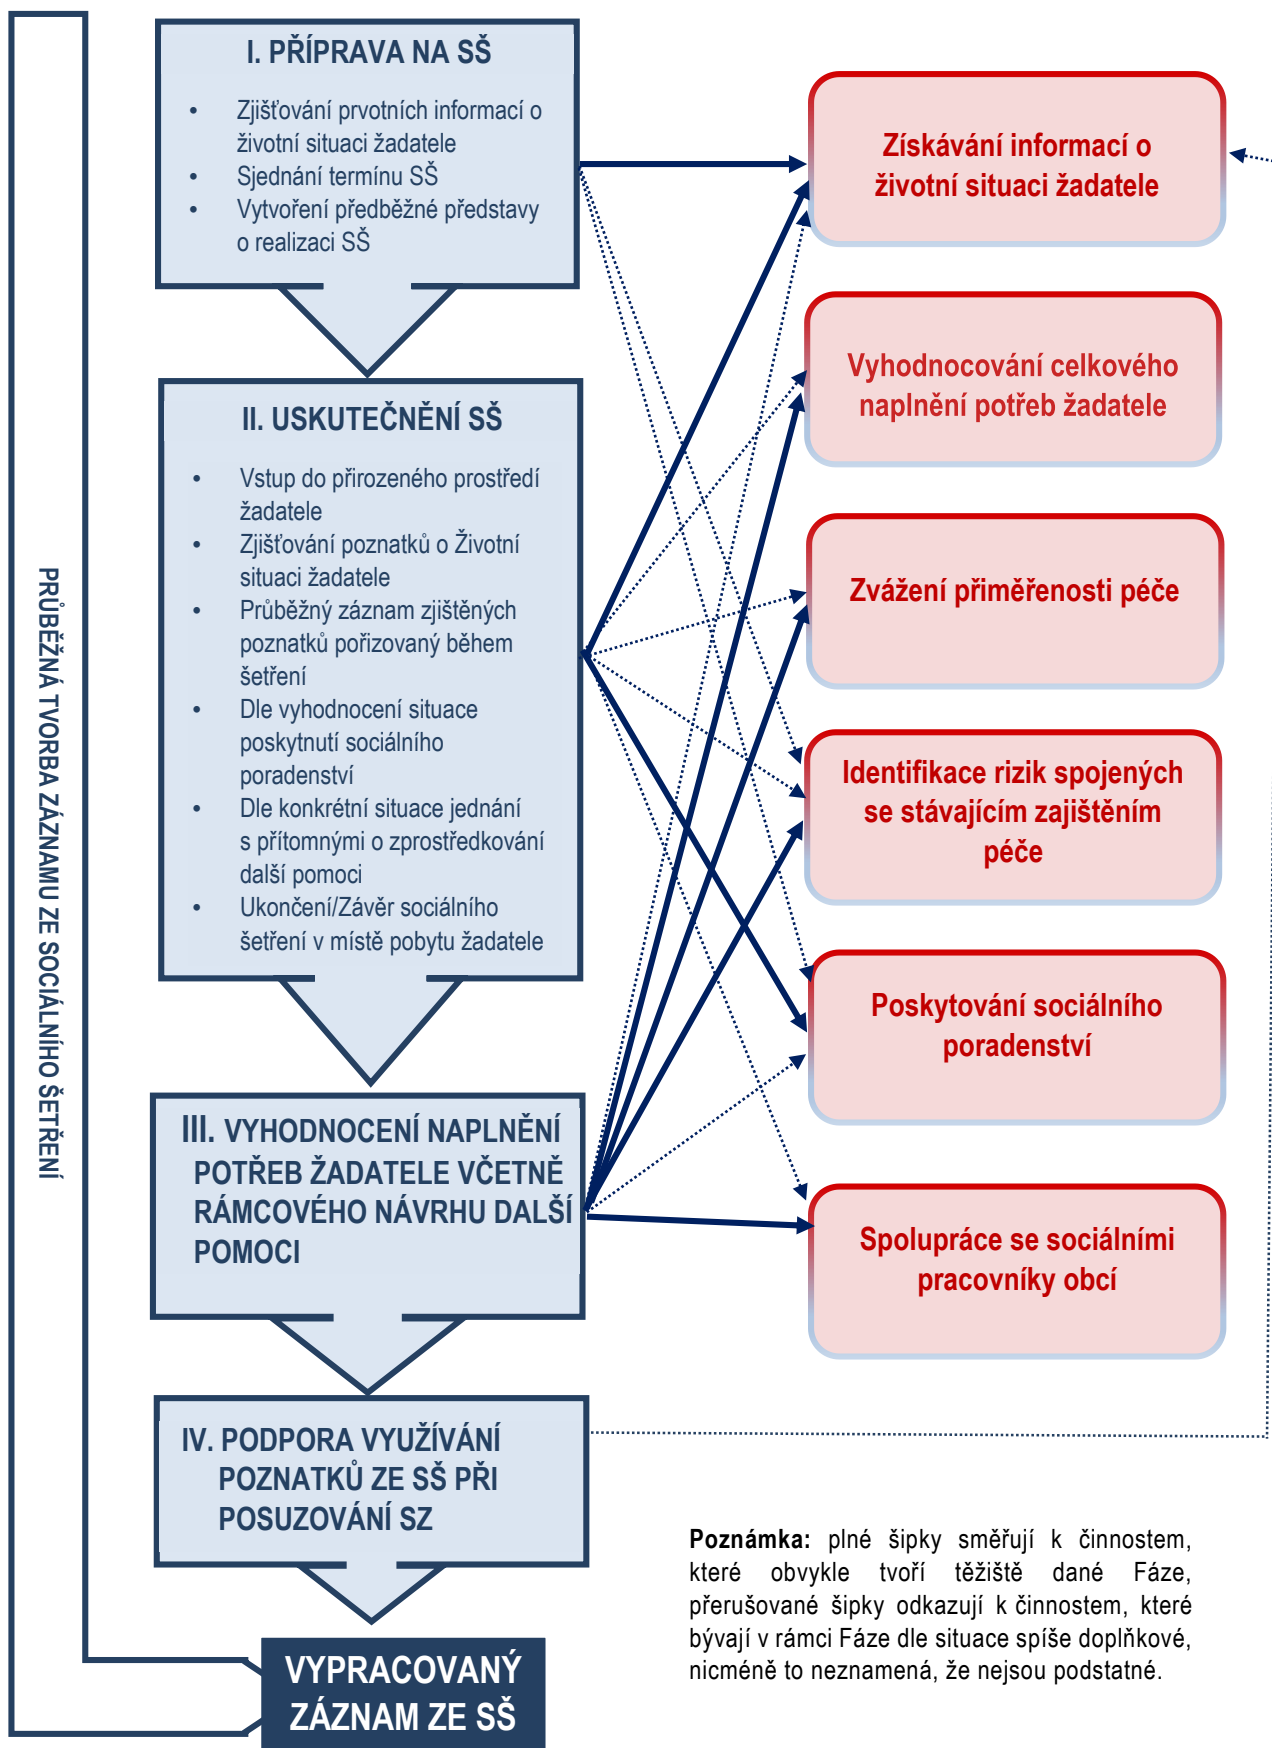 I. PŘÍPRAVA NA SŠ
• Zjišťování prvotních informací o
životní situaci žadatele
• Sjednání termínu SŠ
• Vytvoření předběžné představy
o realizaci SŠ
II. USKUTEČNĚNÍ SŠ
• Vstup do přirozeného prostředí
žadatele
• Zjišťování poznatků o Životní
situaci žadatele
• Průběžný záznam zjištěných
poznatků pořizovaný během
šetření
• Dle vyhodnocení situace
poskytnutí sociálního
poradenství
• Dle konkrétní situace jednání
s přítomnými o zprostředkování
další pomoci
• Ukončení/Závěr sociálního
šetření v místě pobytu žadatele
III. VYHODNOCENÍ NAPLNĚNÍ
POTŘEB ŽADATELE VČETNĚ
RÁMCOVÉHO NÁVRHU DALŠÍ
POMOCI
IV. PODPORA VYUŽÍVÁNÍ
POZNATKŮ ZE SŠ PŘI
POSUZOVÁNÍ SZ
VYPRACOVANÝ
ZÁZNAM ZE SŠ
PRŮBĚŽNÁ TVORBA ZÁZNAMU ZE SOCIÁLNÍHO ŠETŘENÍ
Získávání informací o
životní situaci žadatele
Vyhodnocování celkového
naplnění potřeb žadatele
Zvážení přiměřenosti péče
Identifikace rizik spojených
se stávajícím zajištěním
péče
Poskytování sociálního
poradenství
Spolupráce se sociálními
pracovníky obcí
Poznámka: plné šipky směřují k činnostem,
které obvykle tvoří těžiště dané Fáze,
přerušované šipky odkazují k činnostem, které
bývají v rámci Fáze dle situace spíše doplňkové,
nicméně to neznamená, že nejsou podstatné.